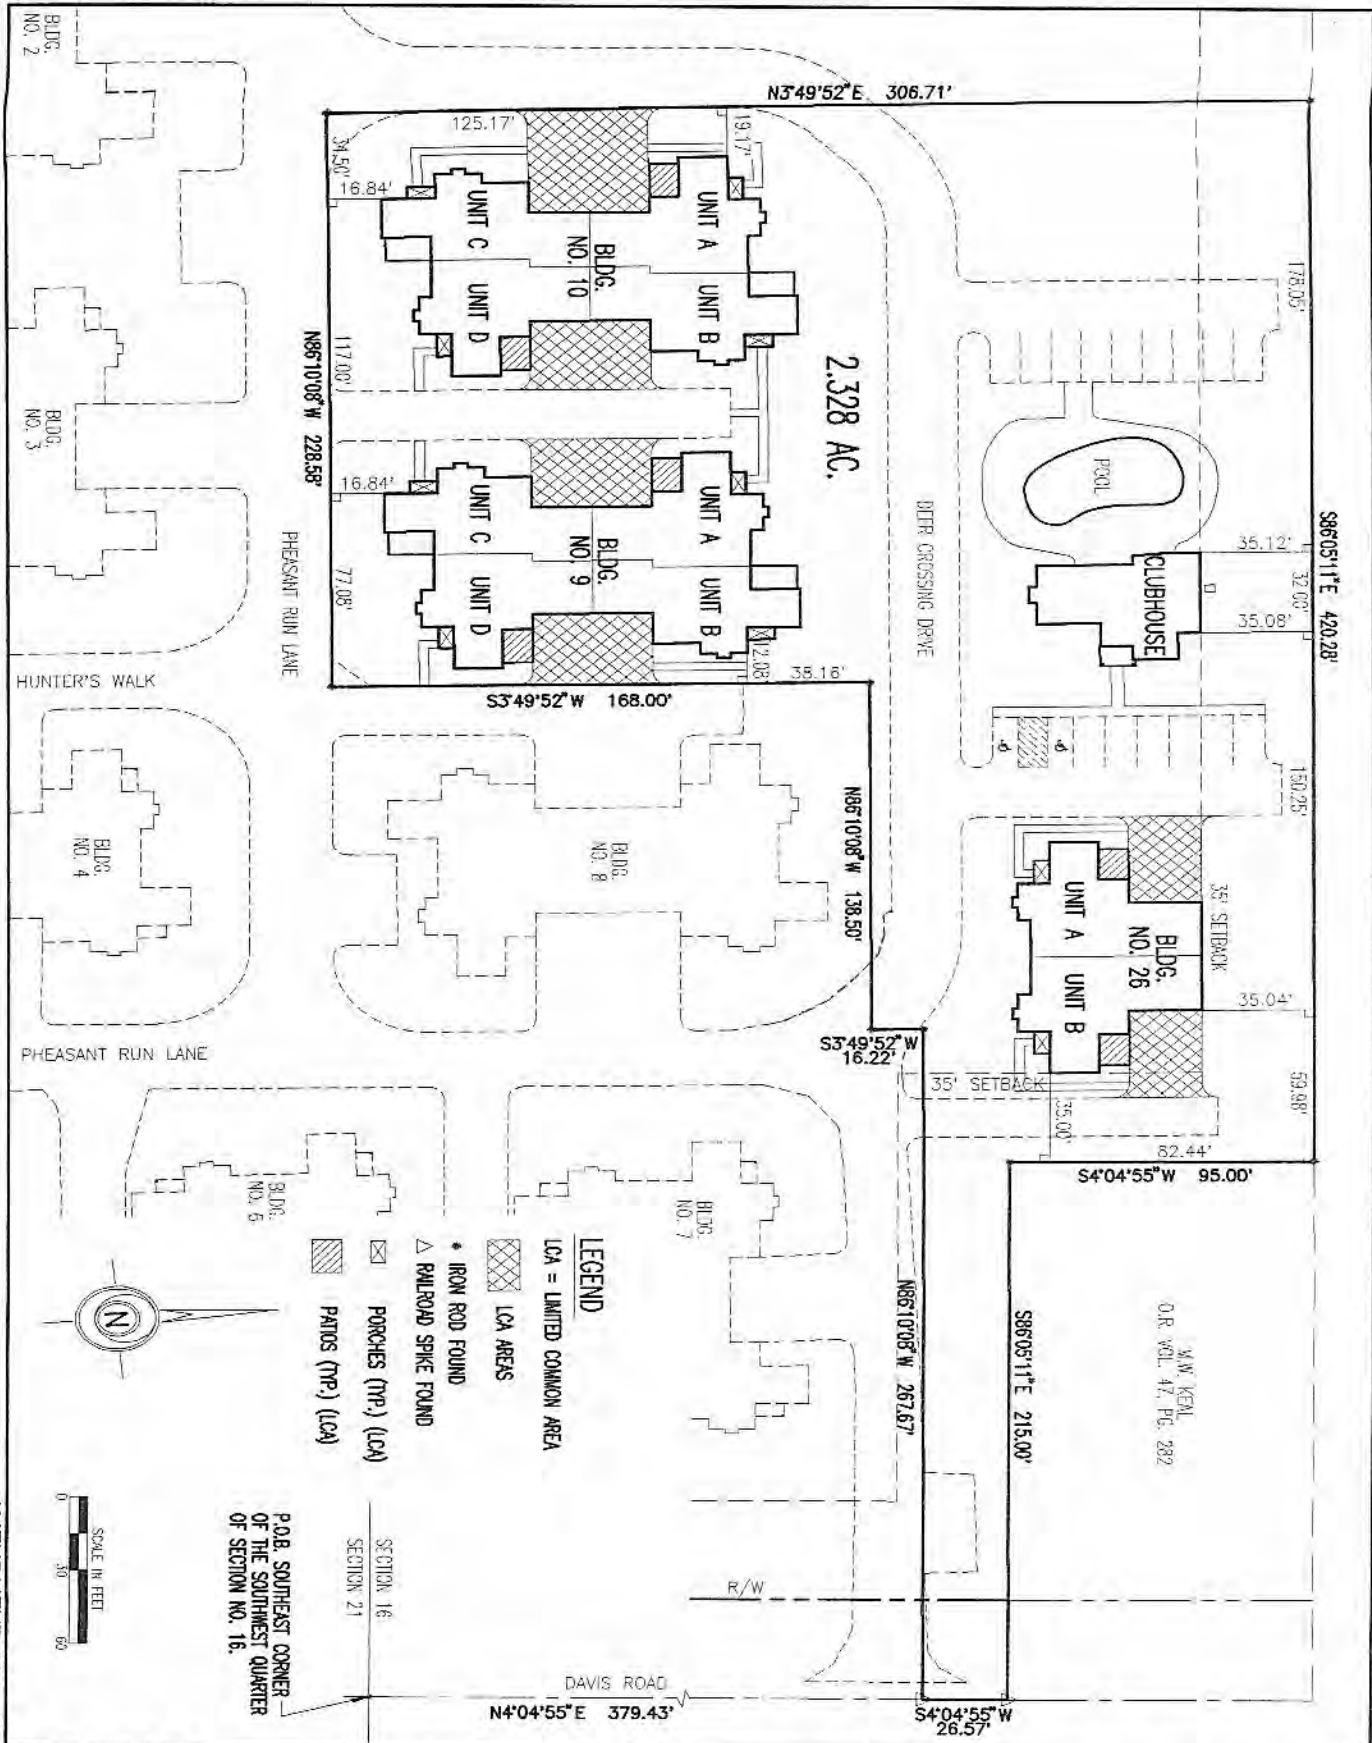 BLDG.
NO. 2
N3°49'52"E 306.71'
125.17'
19.17'
34.50'
16.84'
UNIT C
UNIT A
BLDG.
NO. 10
UNIT D
UNIT B
178.05'
2.328 AC.
117.00'
N86°10'08"W 228.58'
BLDG.
NO. 3
POOL
16.84'
UNIT C
UNIT A
BLDG.
NO. 9
UNIT D
UNIT B
77.08'
PHEASANT RUN LANE
DEER CROSSING DRIVE
S86°05'11"E 420.28'
35.12'
32.00'
35.08'
CLUBHOUSE
12.08'
38.16'
HUNTER'S WALK
S3°49'52"W 168.00'
150.25'
BLDG.
NO. 4
BLDG.
NO. 8
N86°10'08"W 138.50'
UNIT A
BLDG.
NO. 26
UNIT B
35' SETBACK
35.04'
PHEASANT RUN LANE
S3°49'52"W
16.22'
35' SETBACK
35.00'
59.98'
82.44'
S4°04'55"W 95.00'
BLDG.
BLDG.
NO. 7
LEGEND
LCA = LIMITED COMMON AREA
LCA AREAS
IRON ROD FOUND
RAILROAD SPIKE FOUND
PORCHES (TYP.) (LCA)
PATIOS (TYP.) (LCA)
N
N86°10'08"W 267.67'
S86°05'11"E 215.00'
KEAL
O.R. VOL. 47, PG. 282
SCALE IN FEET
0 30 60
P.O.B. SOUTHEAST CORNER
OF THE SOUTHWEST QUARTER
OF SECTION NO. 16.
SECTION 16
SECTION 21
R/W
DAVIS ROAD
N4°04'55"E 379.43'
S4°04'55"W
26.57'